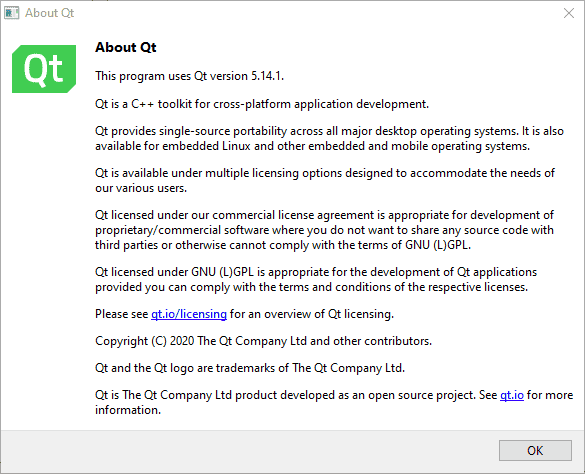 About Qt
Qt
About Qt
This program uses Qt version 5.14.1.
Qt is a C++ toolkit for cross-platform application development.
Qt provides single-source portability across all major desktop operating systems. It is also
available for embedded Linux and other embedded and mobile operating systems.
Qt is available under multiple licensing options designed to accommodate the needs of
our various users.
Qt licensed under our commercial license agreement is appropriate for development of
proprietary/commercial software where you do not want to share any source code with
third parties or otherwise cannot comply with the terms of GNU (L)GPL.
Qt licensed under GNU (L)GPL is appropriate for the development of Qt applications
provided you can comply with the terms and conditions of the respective licenses.
Please see qt.io/licensing for an overview of Qt licensing.
Copyright (C) 2020 The Qt Company Ltd and other contributors.
Qt and the Qt logo are trademarks of The Qt Company Ltd.
Qt is The Qt Company Ltd product developed as an open source project. See qt.io for more
information.
OK